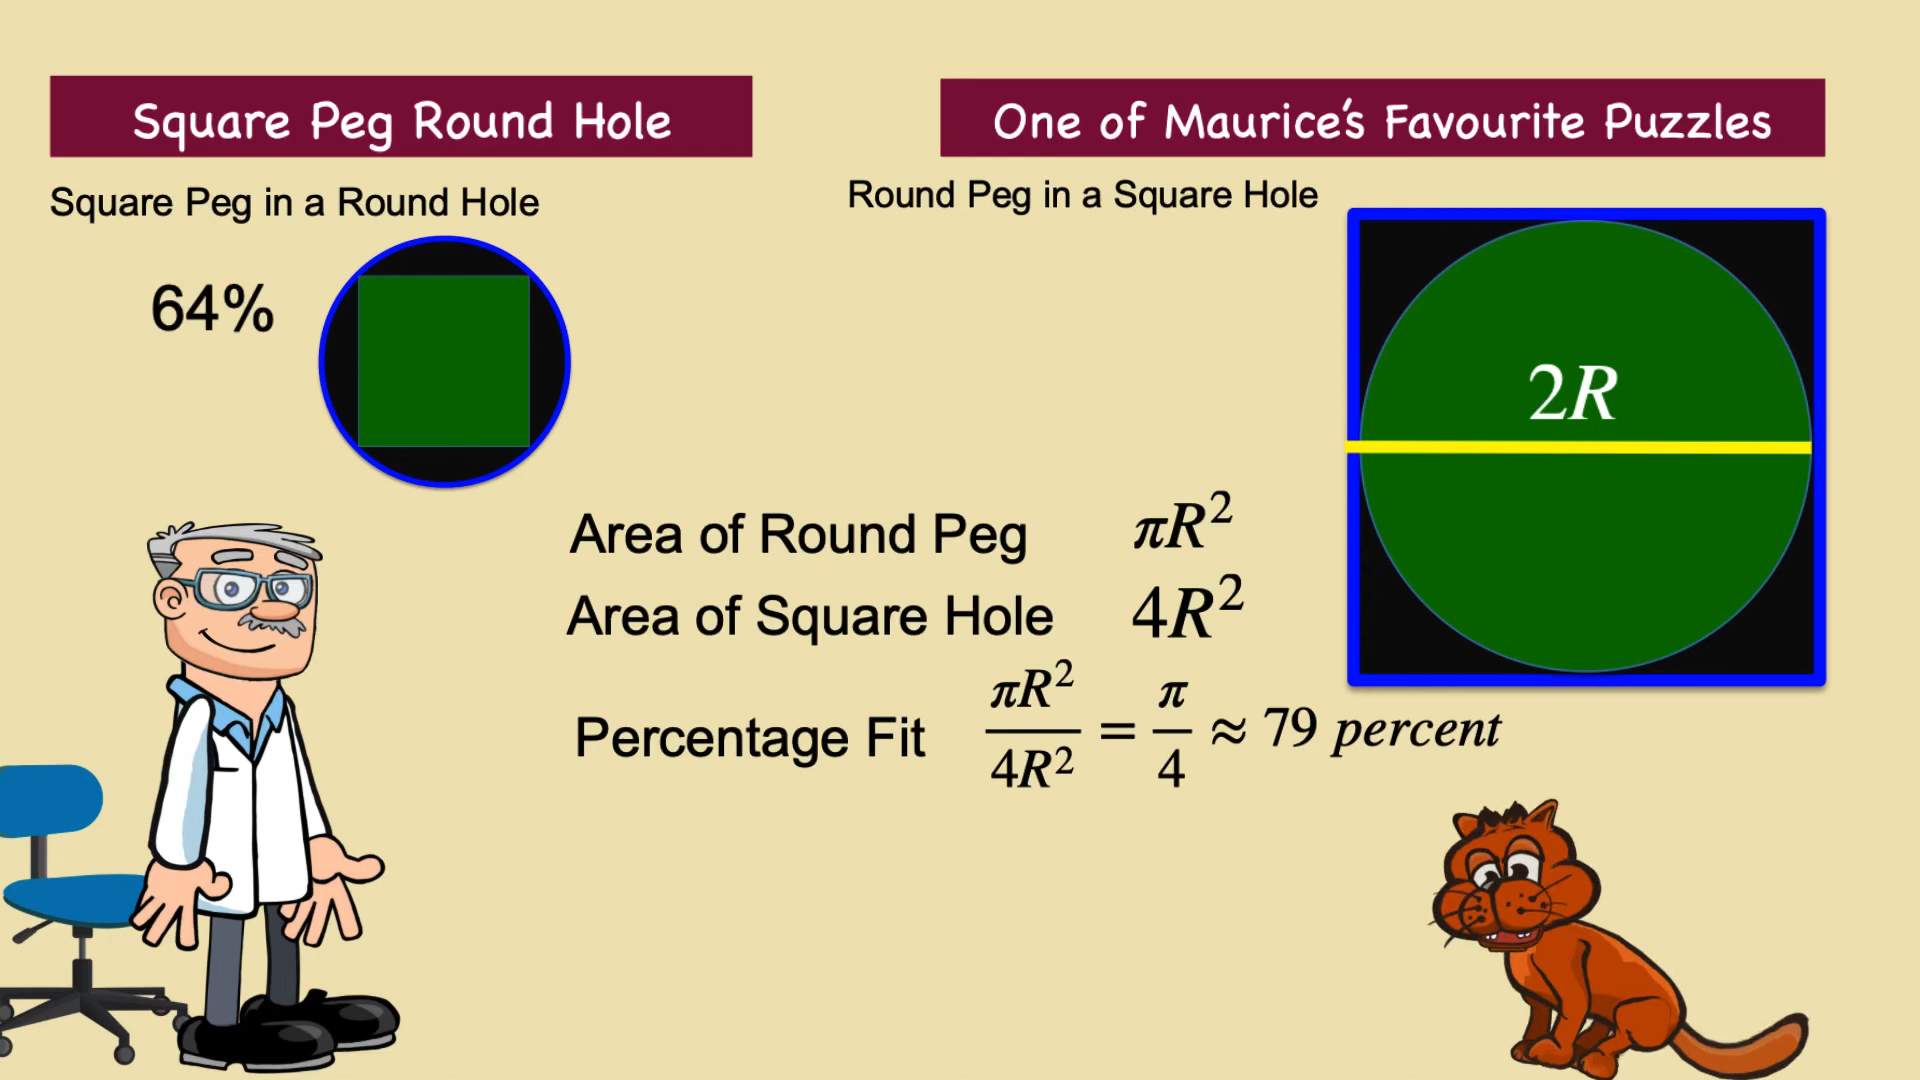 Square Peg Round Hole
One of Maurice's Favourite Puzzles
Square Peg in a Round Hole
Round Peg in a Square Hole
64%
2R
Area of Round Peg πR²
Area of Square Hole 4R²
Percentage Fit πR²/4R² = π/4 ≈ 79 percent